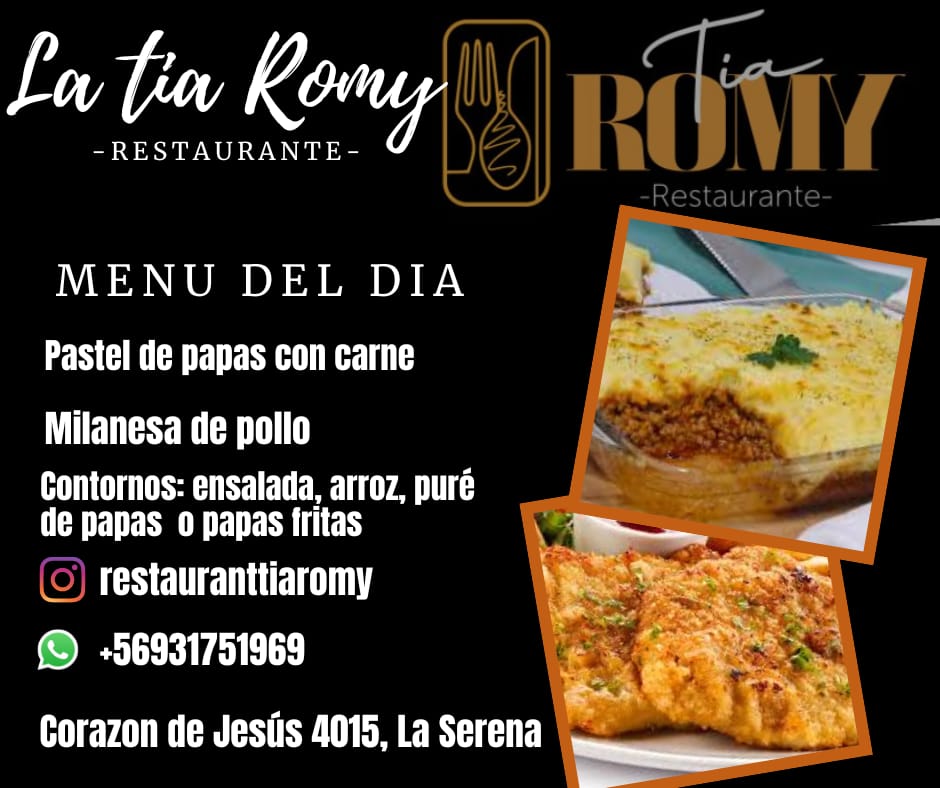 La tia Romy
-RESTAURANTE-
Tia
ROMY
-Restaurante-
MENU DEL DIA
Pastel de papas con carne
Milanesa de pollo
Contornos: ensalada, arroz, puré
de papas o papas fritas
restauranttiaromy
+56931751969
Corazon de Jesús 4015, La Serena